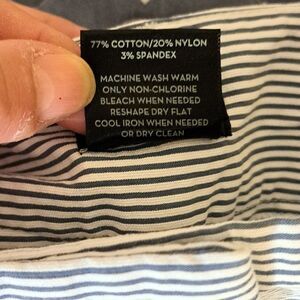 77% COTTON/20% NYLON
3% SPANDEX
MACHINE WASH WARM
ONLY NON-CHLORINE
BLEACH WHEN NEEDED
RESHAPE DRY FLAT
COOL IRON WHEN NEEDED
OR DRY CLEAN